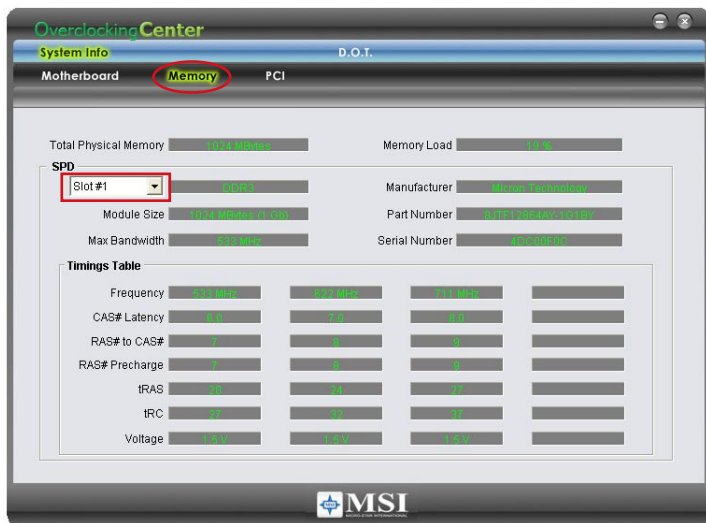 OverclockingCenter
System Info D.O.T.
Motherboard Memory PCI
Total Physical Memory 1024 MBytes Memory Load 19 %
SPD
Slot #1 DDR3 Manufacturer Micron Technology
Module Size 1024 MBytes (1 Gb) Part Number 8JTF12864AY-1G1BY
Max Bandwidth 533 MHz Serial Number 4DC00F0C
Timings Table
Frequency 533 MHz 622 MHz 711 MHz
CAS# Latency 6.0 7.0 8.0
RAS# to CAS# 7 8 9
RAS# Precharge 7 8 9
tRAS 20 24 27
tRC 27 32 37
Voltage 1.5 V 1.5 V 1.5 V
MSI
MICRO-STAR INTERNATIONAL